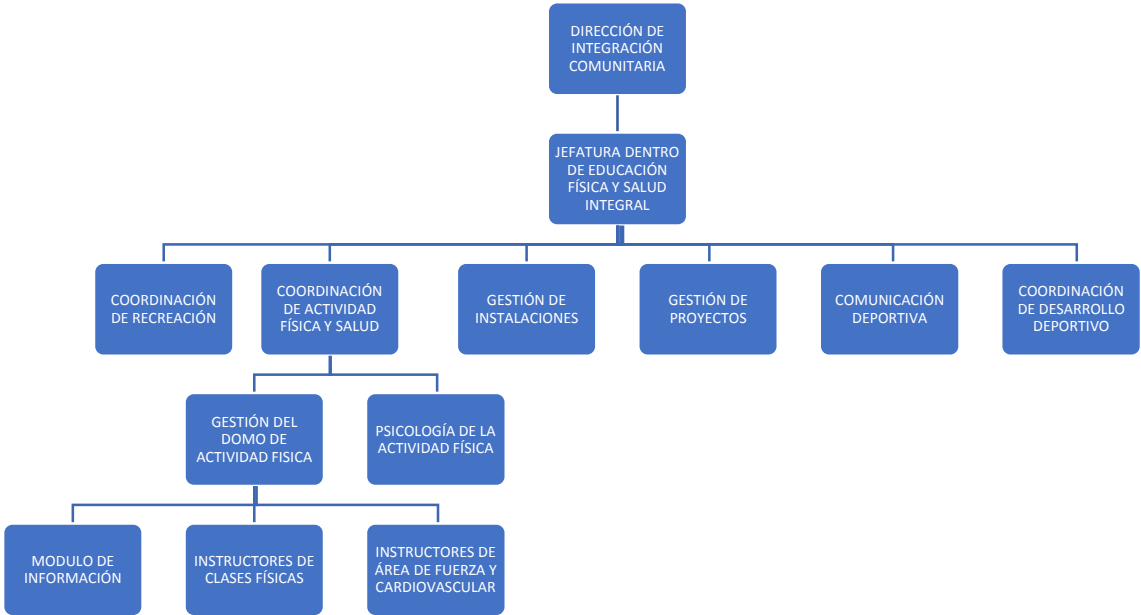 DIRECCIÓN DE
INTEGRACIÓN
COMUNITARIA
JEFATURA DENTRO
DE EDUCACIÓN
FÍSICA Y SALUD
INTEGRAL
COORDINACIÓN
DE RECREACIÓN
COORDINACIÓN
DE ACTIVIDAD
FÍSICA Y SALUD
GESTIÓN DE
INSTALACIONES
GESTIÓN DE
PROYECTOS
COMUNICACIÓN
DEPORTIVA
COORDINACIÓN
DE DESARROLLO
DEPORTIVO
GESTIÓN DEL
DOMO DE
ACTIVIDAD FISICA
PSICOLOGÍA DE LA
ACTIVIDAD FÍSICA
MODULO DE
INFORMACIÓN
INSTRUCTORES DE
CLASES FÍSICAS
INSTRUCTORES DE
ÁREA DE FUERZA Y
CARDIOVASCULAR